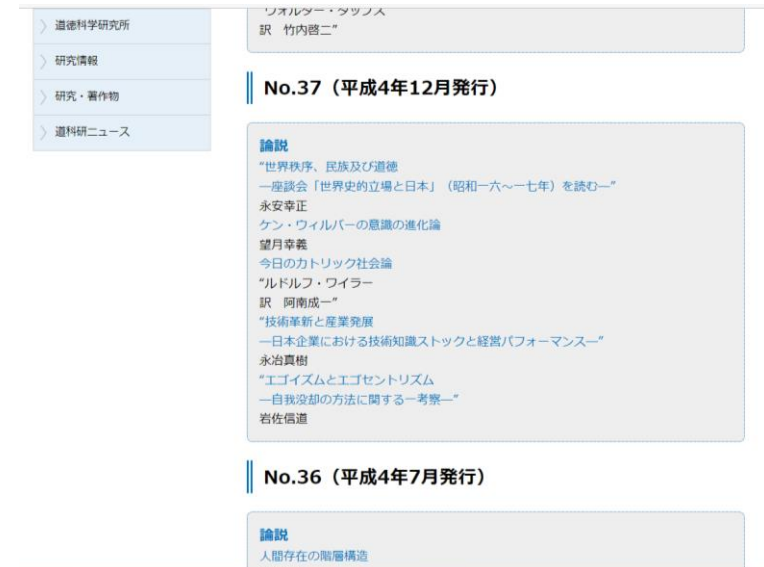 道徳科学研究所
研究情報
研究・著作物
道科研ニュース
ウォルター・タップス
訳　竹内啓二”
No.37（平成4年12月発行）
論説
“世界秩序、民族及び道徳
―座談会「世界史的立場と日本」（昭和一六～一七年）を読む―”
永安幸正
ケン・ウィルバーの意識の進化論
望月幸義
今日のカトリック社会論
“ルドルフ・ワイラー
訳　阿南成一”
“技術革新と産業発展
―日本企業における技術知識ストックと経営パフォーマンス―”
永冶真樹
“エゴイズムとエゴセントリズム
―自我没却の方法に関する一考察―”
岩佐信道
No.36（平成4年7月発行）
論説
人間存在の階層構造